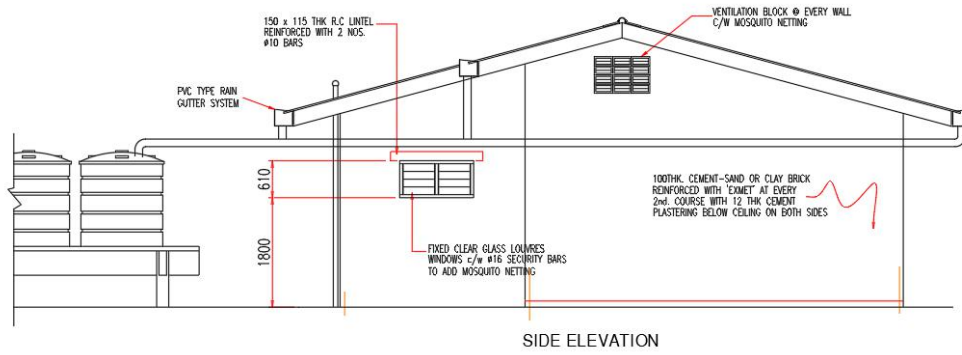 150 x 115 THK R.C LINTEL
REINFORCED WITH 2 NOS.
ø10 BARS
VENTILATION BLOCK @ EVERY WALL
C/W MOSQUITO NETTING
PVC TYPE RAIN
GUTTER SYSTEM
610
1800
100THK. CEMENT-SAND OR CLAY BRICK
REINFORCED WITH 'EXMET' AT EVERY
2nd. COURSE WITH 12 THK CEMENT
PLASTERING BELOW CEILING ON BOTH SIDES
FIXED CLEAR GLASS LOUVRES
WINDOWS c/w ø16 SECURITY BARS
TO ADD MOSQUITO NETTING
SIDE ELEVATION